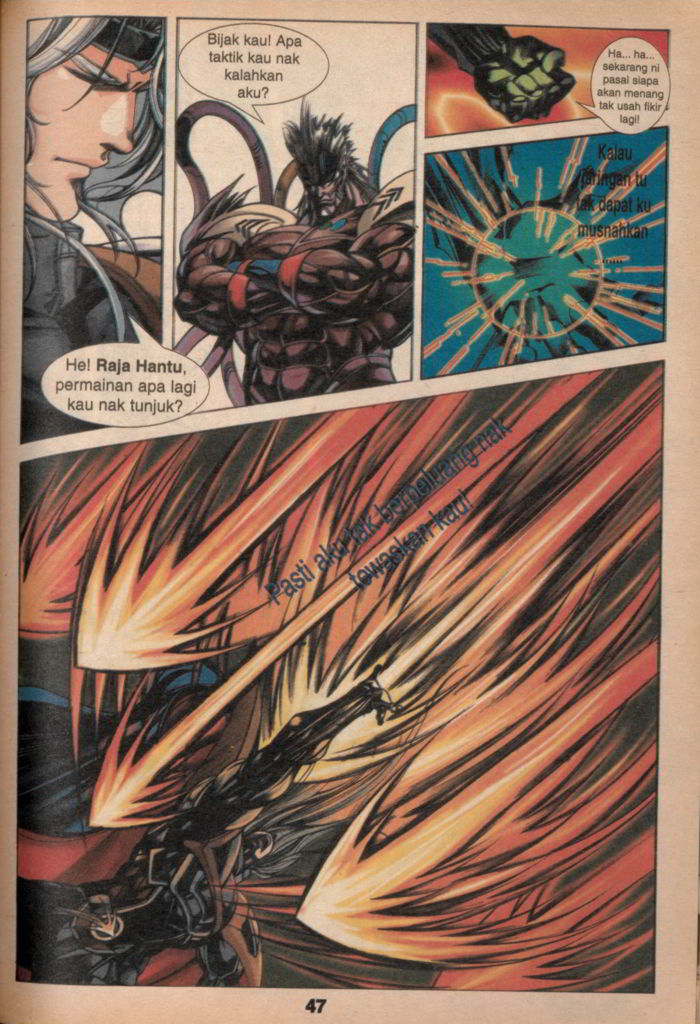 He! Raja Hantu,
permainan apa lagi
kau nak tunjuk?
Bijak kau! Apa
taktik kau nak
kalahkan
aku?
Ha... ha...
sekarang ni
pasal siapa
akan menang
tak usah fikir
lagi!
Kalau
jaringan tu
tak dapat ku
musnahkan
......
Pasti aku tak berpeluang nak
tewaskan kau!
47